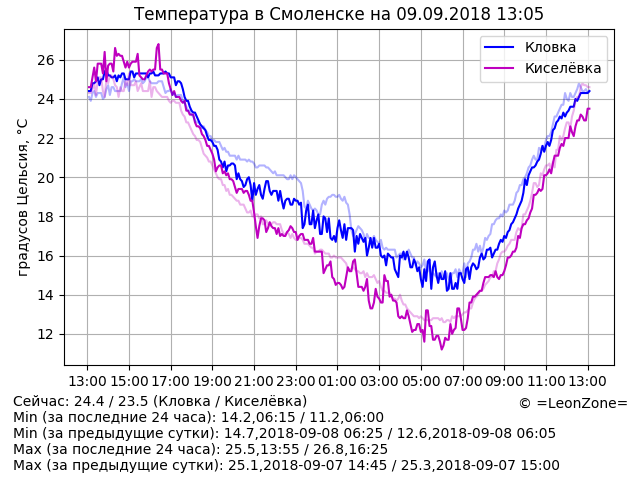 Температура в Смоленске на 09.09.2018 13:05
градусов Цельсия, °C
26
24
22
20
18
16
14
12
Кловка
Киселёвка
13:00 15:00 17:00 19:00 21:00 23:00 01:00 03:00 05:00 07:00 09:00 11:00 13:00
Сейчас: 24.4 / 23.5 (Кловка / Киселёвка)
© =LeonZone=
Min (за последние 24 часа): 14.2,06:15 / 11.2,06:00
Min (за предыдущие сутки): 14.7,2018-09-08 06:25 / 12.6,2018-09-08 06:05
Max (за последние 24 часа): 25.5,13:55 / 26.8,16:25
Max (за предыдущие сутки): 25.1,2018-09-07 14:45 / 25.3,2018-09-07 15:00